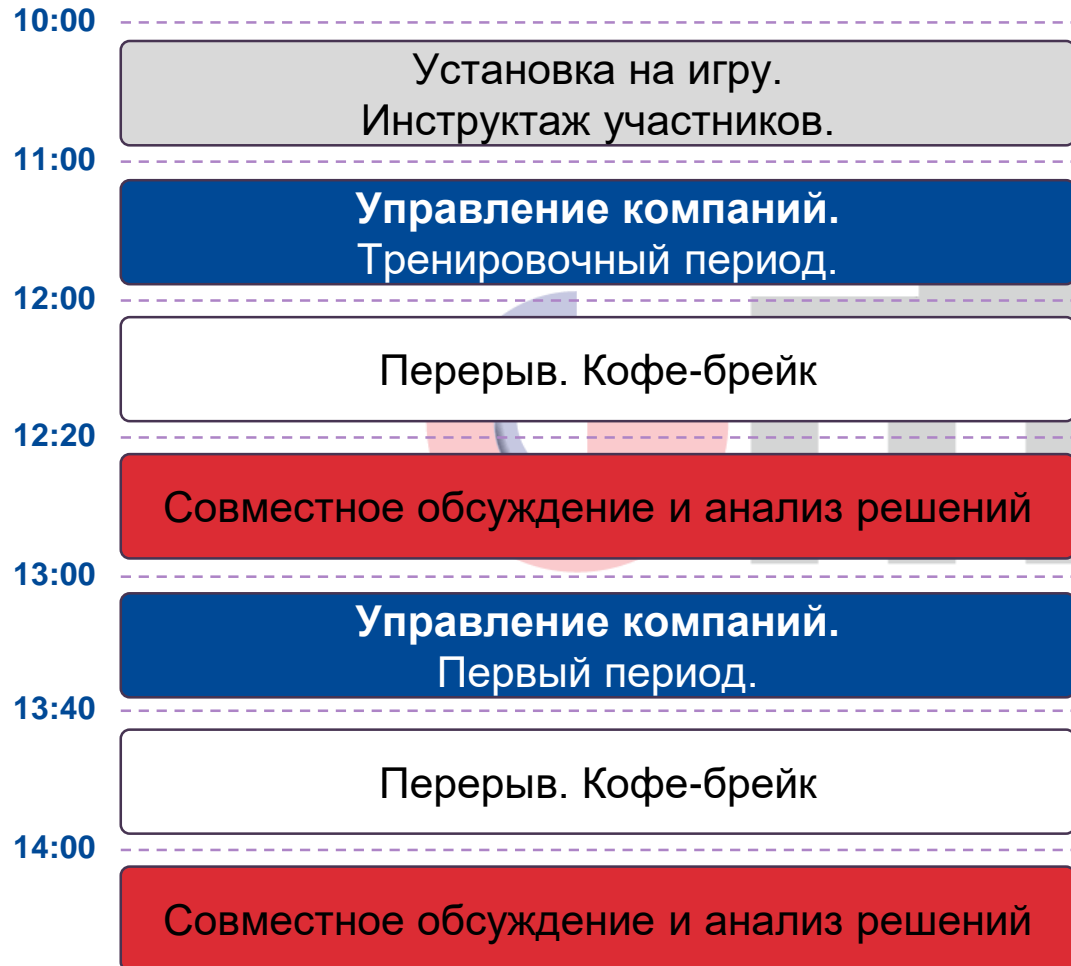 10:00
Установка на игру.
Инструктаж участников.
11:00
Управление компаний.
Тренировочный период.
12:00
Перерыв. Кофе-брейк
12:20
Совместное обсуждение и анализ решений
13:00
Управление компаний.
Первый период.
13:40
Перерыв. Кофе-брейк
14:00
Совместное обсуждение и анализ решений